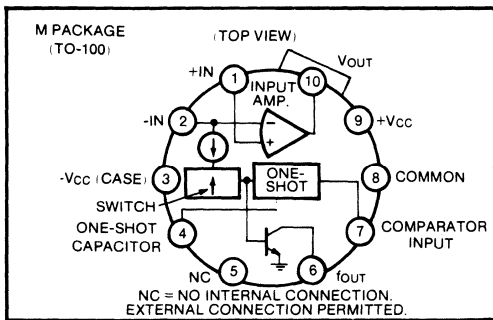 M PACKAGE
(TO-100)
(TOP VIEW)
VOUT
+IN
1
10
INPUT
AMP.
-IN
2
-
+
9
+VCC
-VCC (CASE)
3
ONE-
SHOT
8
COMMON
SWITCH
ONE-SHOT
CAPACITOR
4
7
COMPARATOR
INPUT
NC
5
6
fOUT
NC = NO INTERNAL CONNECTION.
EXTERNAL CONNECTION PERMITTED.